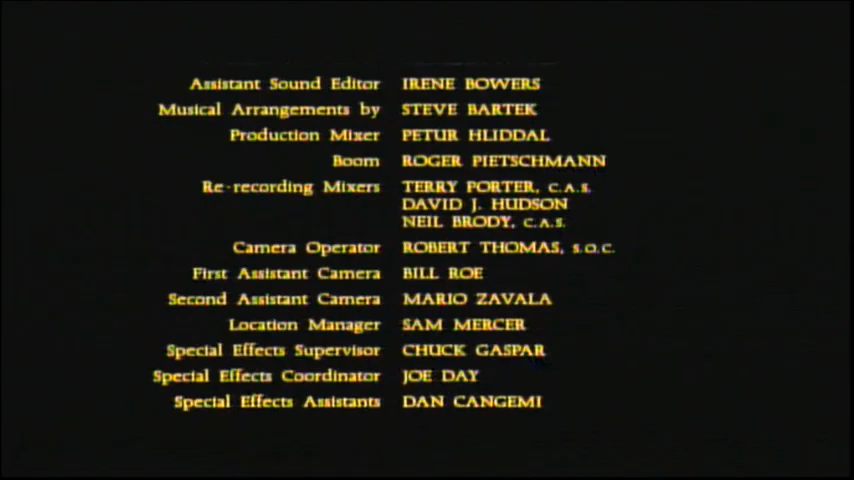 Assistant Sound Editor IRENE BOWERS
Musical Arrangements by STEVE BARTEK
Production Mixer PETUR HLIDDAL
Boom ROGER PIETSCHMANN
Re-recording Mixers TERRY PORTER, C.A.S.
DAVID J. HUDSON
NEIL BRODY, C.A.S.
Camera Operator ROBERT THOMAS, S.O.C.
First Assistant Camera BILL ROE
Second Assistant Camera MARIO ZAVALA
Location Manager SAM MERCER
Special Effects Supervisor CHUCK GASPAR
Special Effects Coordinator JOE DAY
Special Effects Assistants DAN CANGEMI